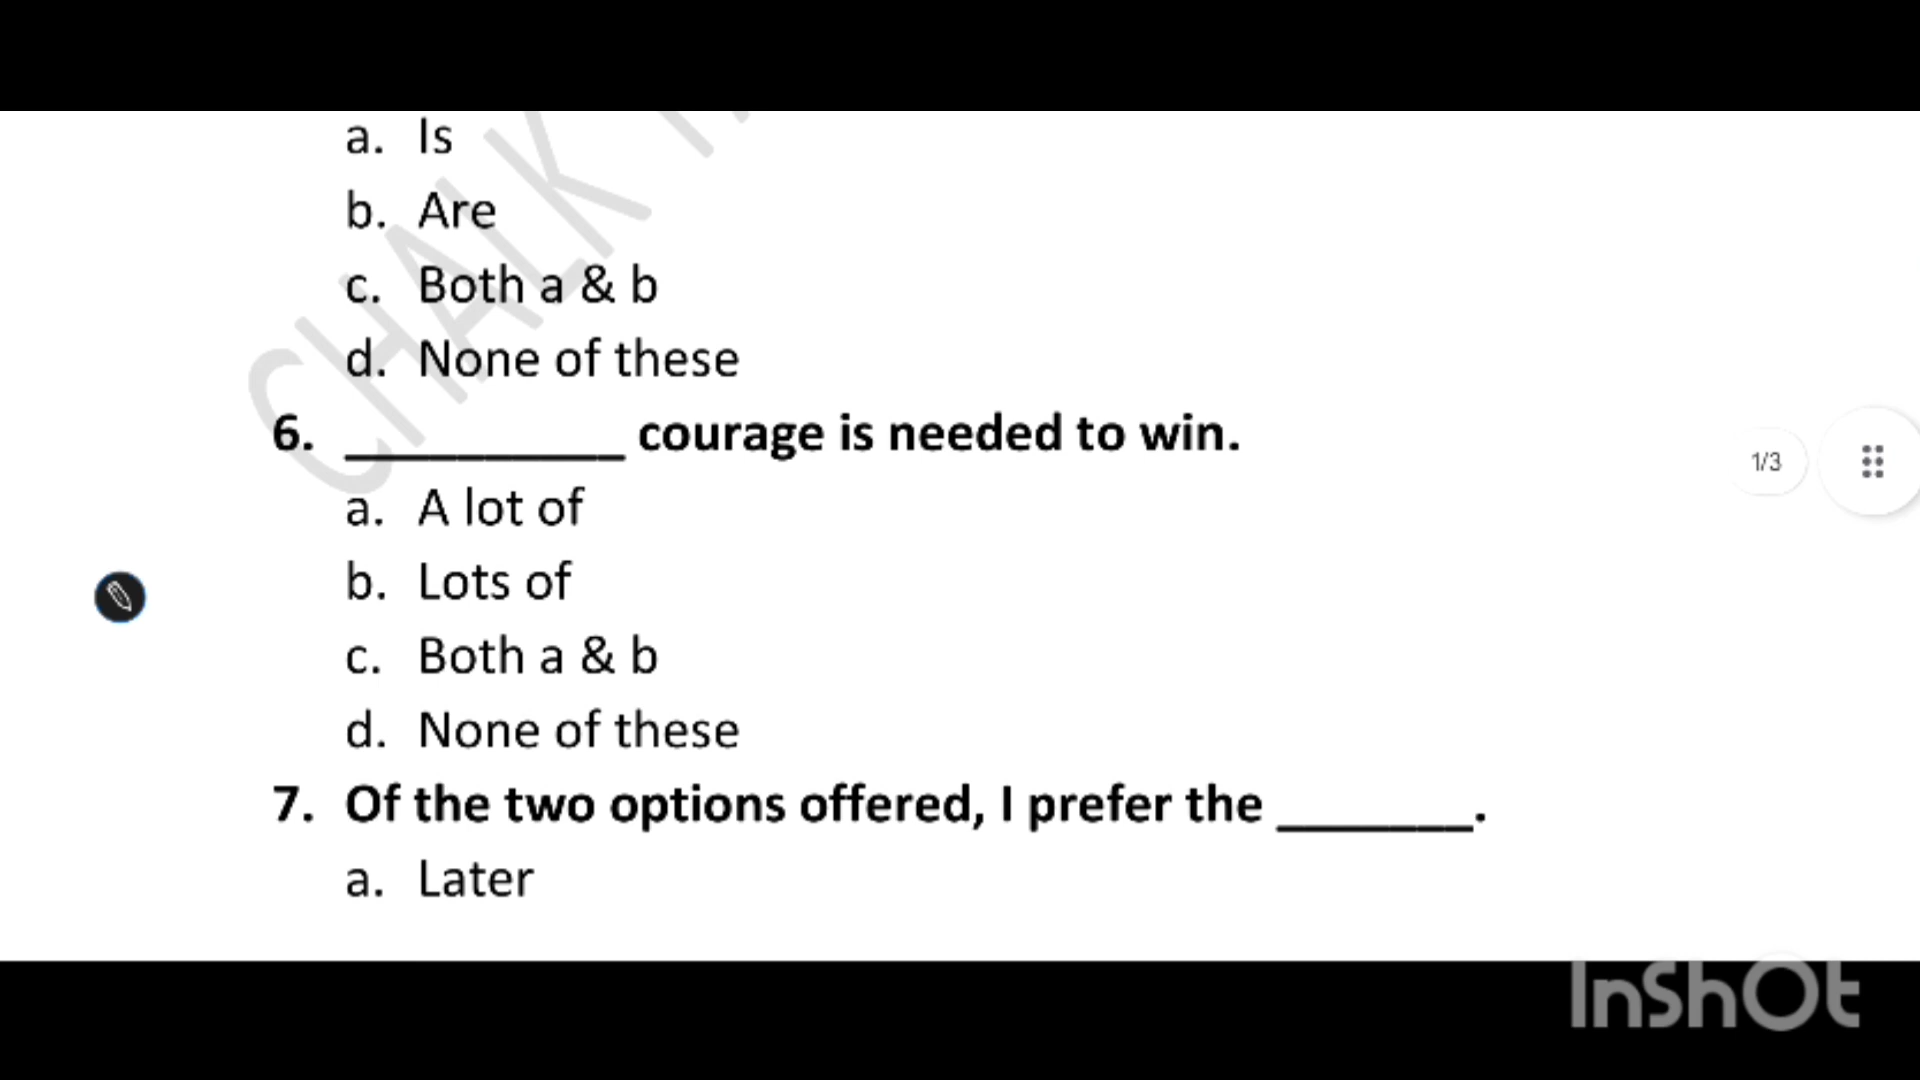 a. Is
b. Are
c. Both a & b
d. None of these
6. __________ courage is needed to win.
a. A lot of
b. Lots of
c. Both a & b
d. None of these
7. Of the two options offered, I prefer the _______.
a. Later
1/3
CHALK
InShOt